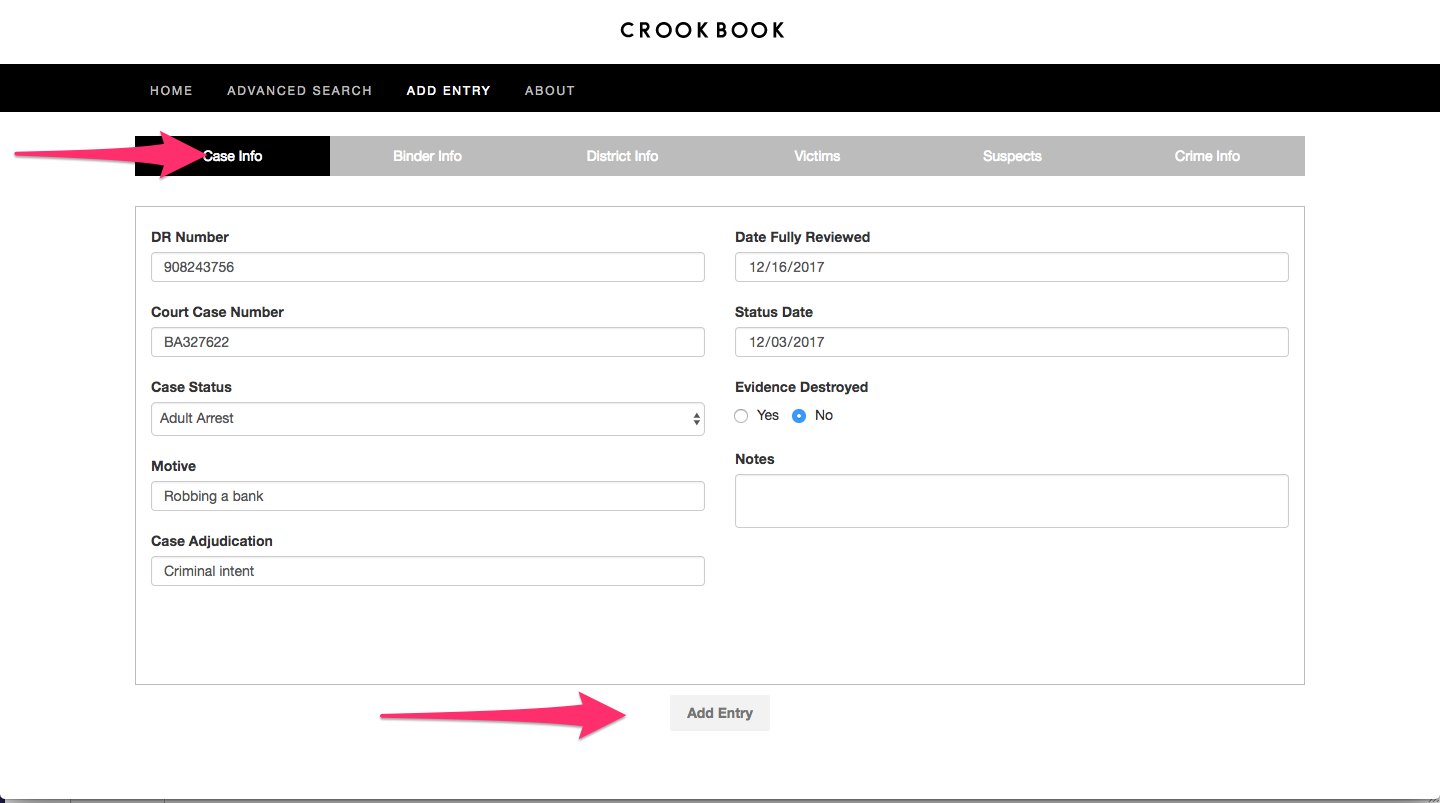 CROOK BOOK
HOME ADVANCED SEARCH ADD ENTRY ABOUT
Case Info Binder Info District Info Victims Suspects Crime Info
DR Number
908243756
Court Case Number
BA327622
Case Status
Adult Arrest
Motive
Robbing a bank
Case Adjudication
Criminal intent
Date Fully Reviewed
12/16/2017
Status Date
12/03/2017
Evidence Destroyed
Yes No
Notes
Add Entry